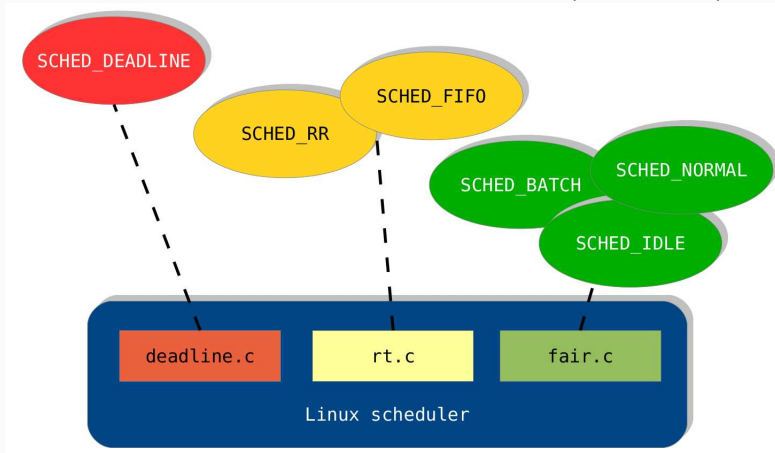 SCHED_DEADLINE
SCHED_FIFO
SCHED_RR
SCHED_NORMAL
SCHED_BATCH
SCHED_IDLE
deadline.c
rt.c
fair.c
Linux scheduler